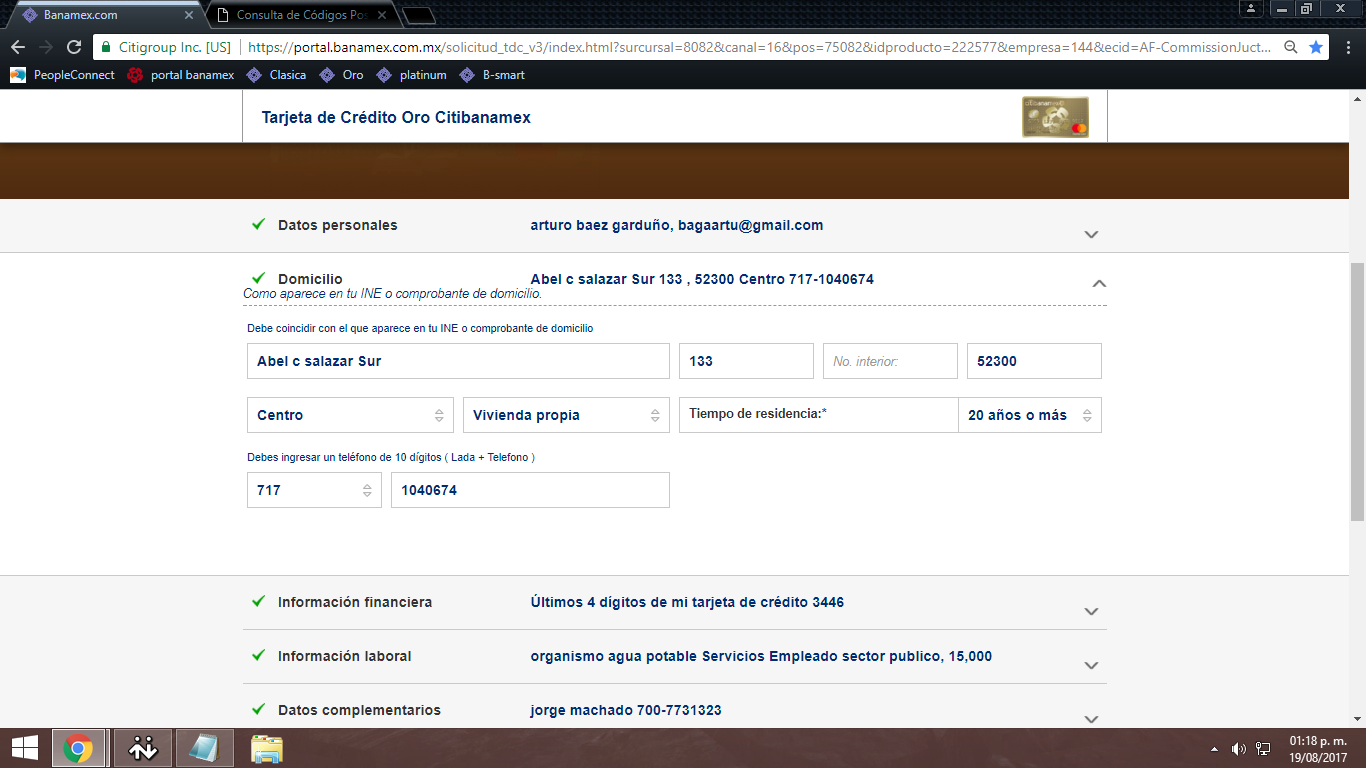 Banamex.com
Consulta de Códigos Pos
Citigroup Inc. [US] https://portal.banamex.com.mx/solicitud_tdc_v3/index.html?surcursal=8082&canal=16&pos=75082&idproducto=222577&empresa=144&ecid=AF-CommissionJuct...
PeopleConnect portal banamex Clasica Oro platinum B-smart
Tarjeta de Crédito Oro Citibanamex
Datos personales arturo baez garduño, bagaartu@gmail.com
Domicilio Abel c salazar Sur 133 , 52300 Centro 717-1040674
Como aparece en tu INE o comprobante de domicilio.
Debe coincidir con el que aparece en tu INE o comprobante de domicilio
Abel c salazar Sur 133 No. interior: 52300
Centro Vivienda propia Tiempo de residencia:* 20 años o más
Debes ingresar un teléfono de 10 dígitos ( Lada + Telefono )
717 1040674
Información financiera Últimos 4 dígitos de mi tarjeta de crédito 3446
Información laboral organismo agua potable Servicios Empleado sector publico, 15,000
Datos complementarios jorge machado 700-7731323
01:18 p. m.
19/08/2017